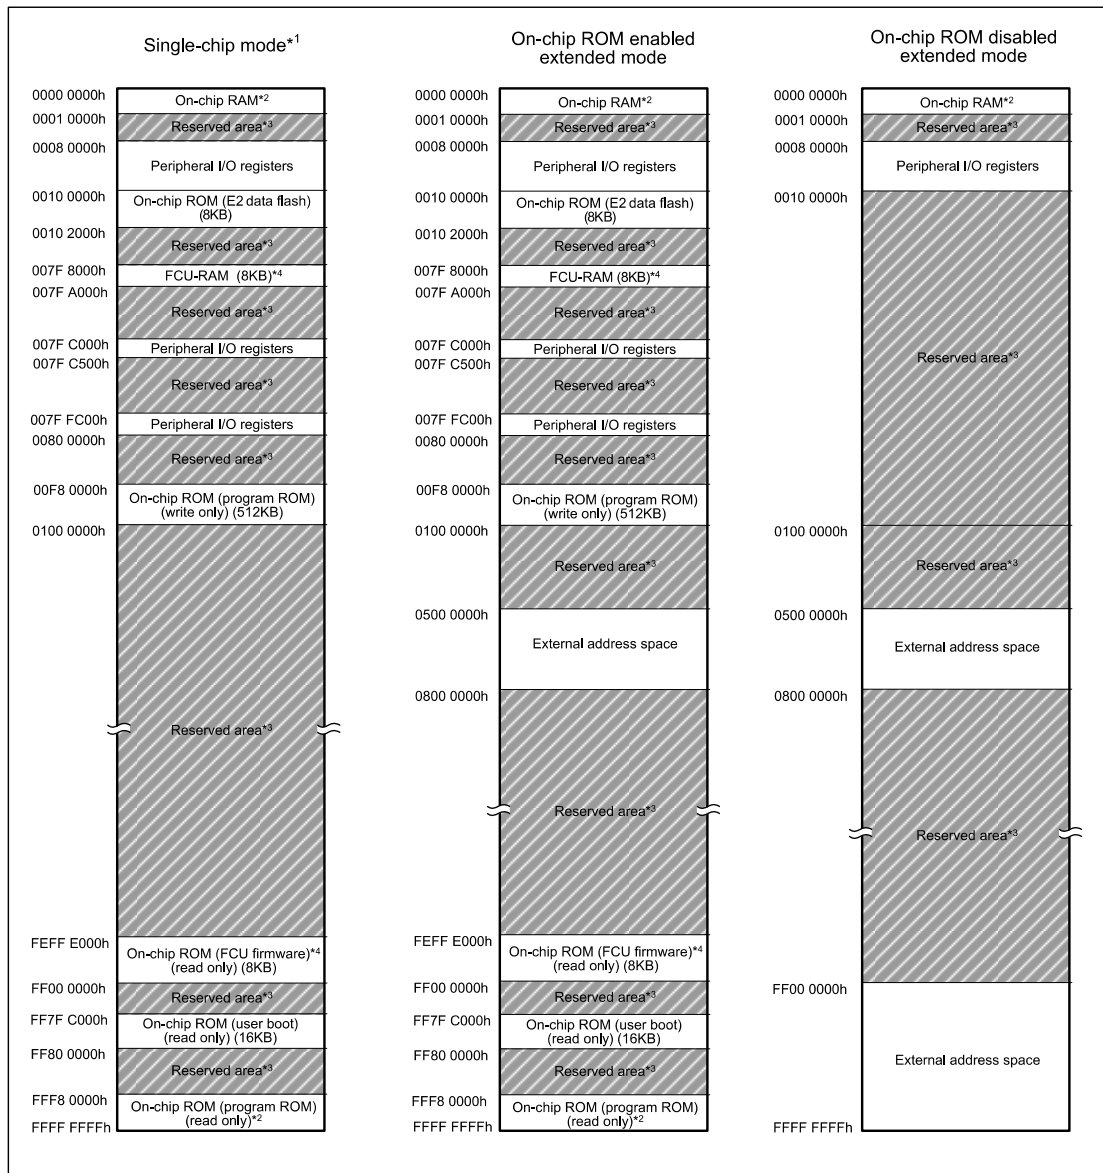 Single-chip mode*1
0000 0000h
On-chip RAM*2
0001 0000h
Reserved area*3
0008 0000h
Peripheral I/O registers
0010 0000h
On-chip ROM (E2 data flash)
(8KB)
0010 2000h
Reserved area*3
007F 8000h
FCU-RAM (8KB)*4
007F A000h
Reserved area*3
007F C000h
Peripheral I/O registers
007F C500h
Reserved area*3
007F FC00h
Peripheral I/O registers
0080 0000h
Reserved area*3
00F8 0000h
On-chip ROM (program ROM)
(write only) (512KB)
0100 0000h
Reserved area*3
FEFF E000h
On-chip ROM (FCU firmware)*4
(read only) (8KB)
FF00 0000h
Reserved area*3
FF7F C000h
On-chip ROM (user boot)
(read only) (16KB)
FF80 0000h
Reserved area*3
FFF8 0000h
On-chip ROM (program ROM)
(read only)*2
FFFF FFFFh
On-chip ROM enabled
extended mode
0000 0000h
On-chip RAM*2
0001 0000h
Reserved area*3
0008 0000h
Peripheral I/O registers
0010 0000h
On-chip ROM (E2 data flash)
(8KB)
0010 2000h
Reserved area*3
007F 8000h
FCU-RAM (8KB)*4
007F A000h
Reserved area*3
007F C000h
Peripheral I/O registers
007F C500h
Reserved area*3
007F FC00h
Peripheral I/O registers
0080 0000h
Reserved area*3
00F8 0000h
On-chip ROM (program ROM)
(write only) (512KB)
0100 0000h
Reserved area*3
0500 0000h
External address space
0800 0000h
Reserved area*3
FEFF E000h
On-chip ROM (FCU firmware)*4
(read only) (8KB)
FF00 0000h
Reserved area*3
FF7F C000h
On-chip ROM (user boot)
(read only) (16KB)
FF80 0000h
Reserved area*3
FFF8 0000h
On-chip ROM (program ROM)
(read only)*2
FFFF FFFFh
On-chip ROM disabled
extended mode
0000 0000h
On-chip RAM*2
0001 0000h
Reserved area*3
0008 0000h
Peripheral I/O registers
0010 0000h
Reserved area*3
0100 0000h
Reserved area*3
0500 0000h
External address space
0800 0000h
Reserved area*3
FF00 0000h
External address space
FFFF FFFFh